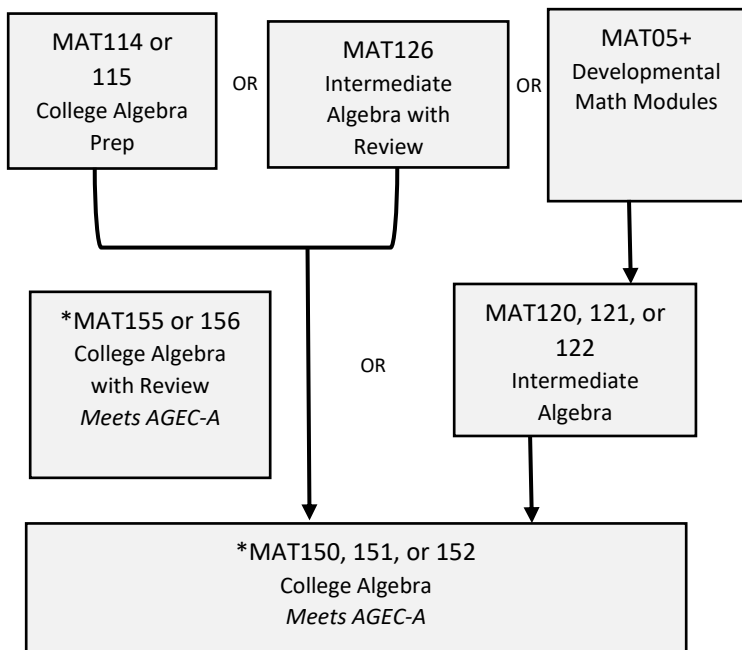 MAT114 or
115
College Algebra
Prep
OR
MAT126
Intermediate
Algebra with
Review
OR
MAT05+
Developmental
Math Modules
*MAT155 or 156
College Algebra
with Review
Meets AGEC-A
OR
MAT120, 121, or
122
Intermediate
Algebra
*MAT150, 151, or 152
College Algebra
Meets AGEC-A